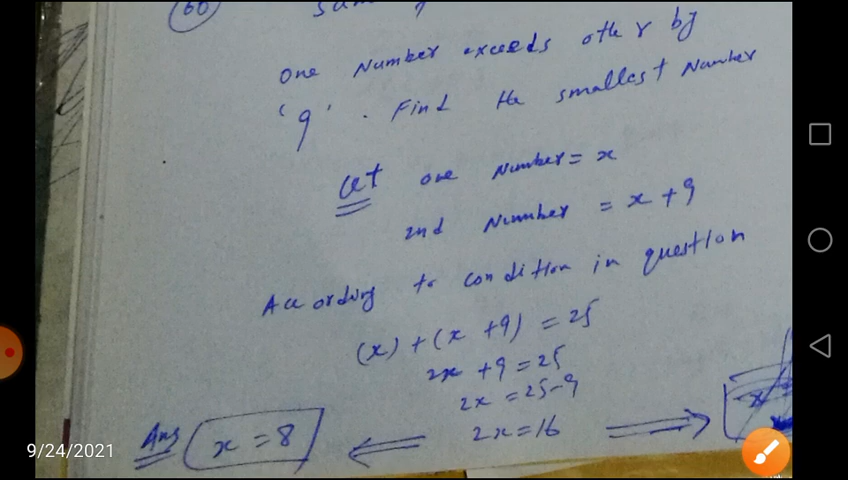 60
One Number exceeds other by
'9'. Find the smallest Number
Let one Number = x
2nd Number = x + 9
According to condition in question
(x) + (x + 9) = 25
2x + 9 = 25
2x = 25 - 9
2x = 16
Ans x = 8
9/24/2021